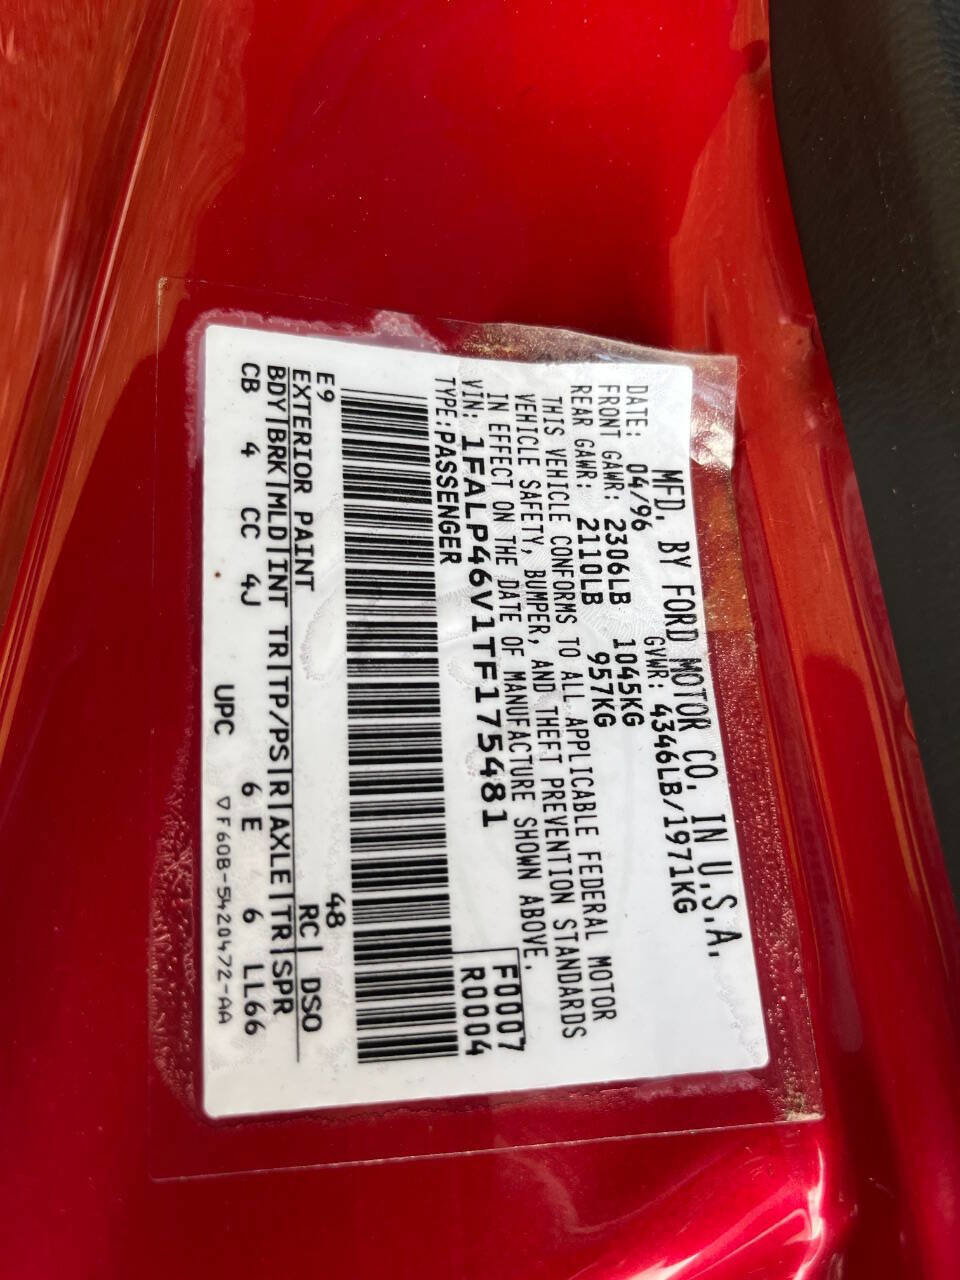 MFD. BY FORD MOTOR CO. IN U.S.A.
DATE: 04/96 GVWR: 4346LB/1971KG
FRONT GAWR: 2306LB 1045KG
REAR GAWR: 2110LB 957KG
THIS VEHICLE CONFORMS TO ALL APPLICABLE FEDERAL MOTOR
VEHICLE SAFETY, BUMPER, AND THEFT PREVENTION STANDARDS
IN EFFECT ON THE DATE OF MANUFACTURE SHOWN ABOVE.
VIN: 1FALP46V1TF175481 F0007
TYPE: PASSENGER R0004
E9 48
EXTERIOR PAINT RC DSO
BDY BRK MLD INT TR TP/PS R AXLE TR SPR
CB 4 CC 4J 6 E 6 LL66
UPC ▽F60B-5420472-AA